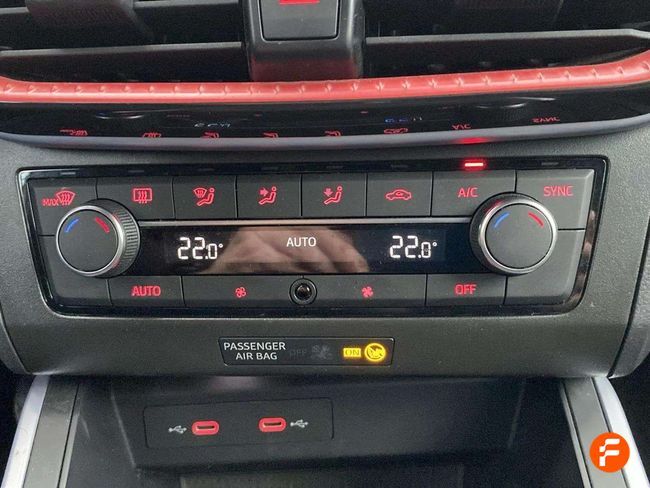 MAX
A/C
SYNC
22.0°
AUTO
22.0°
AUTO
OFF
PASSENGER
AIR BAG
OFF
ON